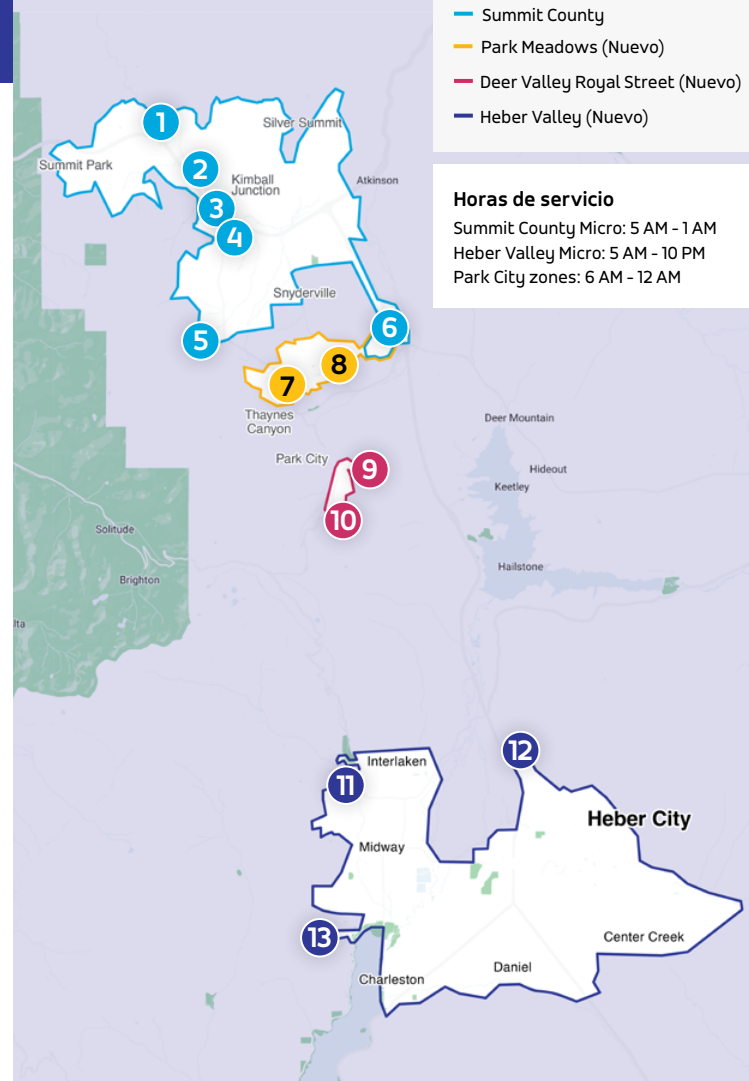 Summit County
Park Meadows (Nuevo)
Deer Valley Royal Street (Nuevo)
Heber Valley (Nuevo)
Horas de servicio
Summit County Micro: 5 AM - 1 AM
Heber Valley Micro: 5 AM - 10 PM
Park City zones: 6 AM - 12 AM
1
Silver Summit
Summit Park
2
Kimball
Junction
Atkinson
3
4
Snyderville
5
6
8
7
Thaynes
Canyon
Deer Mountain
Park City
9
Hideout
Keetley
10
Solitude
Hailstone
Brighton
lta
12
Interlaken
11
Heber City
Midway
13
Center Creek
Daniel
Charleston